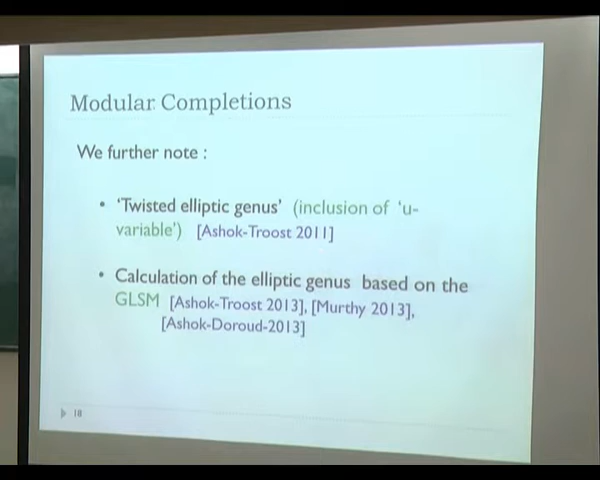 Modular Completions
We further note :
• 'Twisted elliptic genus' (inclusion of 'u-
variable') [Ashok-Troost 2011]
• Calculation of the elliptic genus based on the
GLSM [Ashok-Troost 2013], [Murthy 2013],
[Ashok-Doroud-2013]
18